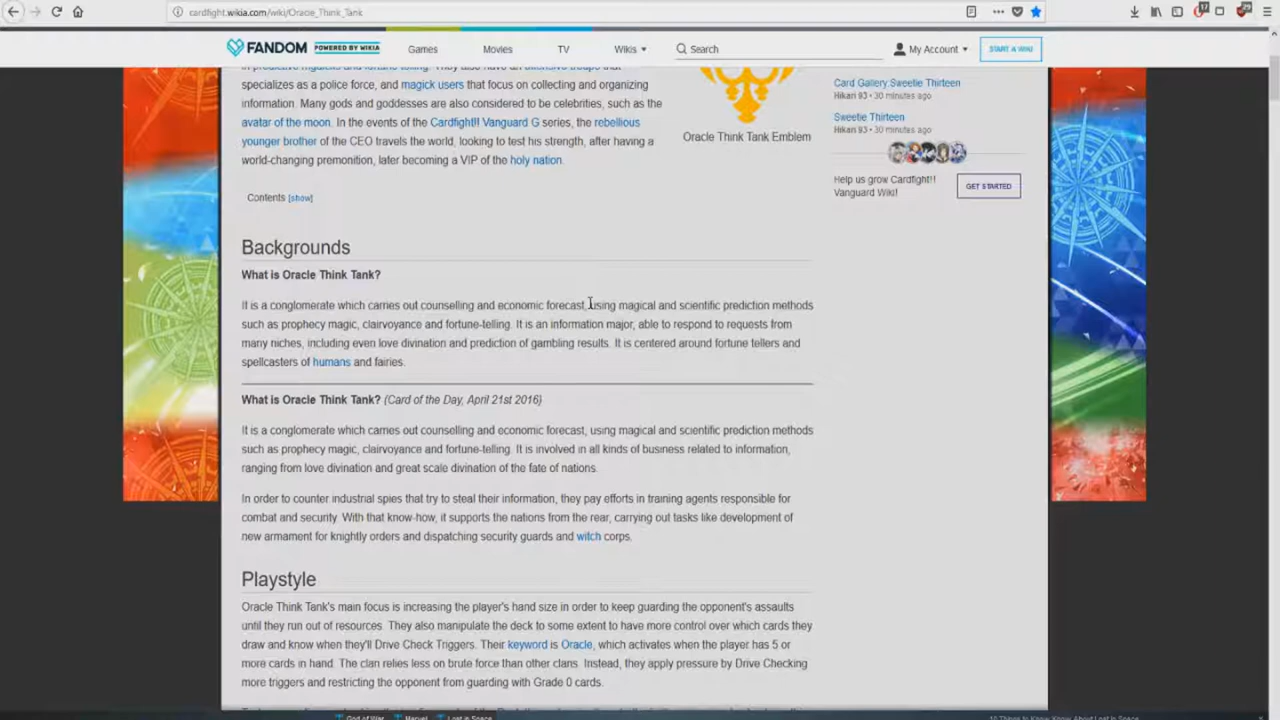 cardfight.wikia.com/wiki/Oracle_Think_Tank
FANDOM POWERED BY WIKIA Games Movies TV Wikis Search My Account START A WIKI
specializes as a police force, and magick users that focus on collecting and organizing
information. Many gods and goddesses are also considered to be celebrities, such as the
avatar of the moon. In the events of the Cardfight!! Vanguard G series, the rebellious
younger brother of the CEO travels the world, looking to test his strength, after having a
world-changing premonition, later becoming a VIP of the holy nation.
Oracle Think Tank Emblem
Card Gallery:Sweetie Thirteen
Hikari 93 • 30 minutes ago
Sweetie Thirteen
Hikari 93 • 30 minutes ago
Help us grow Cardfight!!
Vanguard Wiki!
GET STARTED
Contents [show]
Backgrounds
What is Oracle Think Tank?
It is a conglomerate which carries out counselling and economic forecast, using magical and scientific prediction methods
such as prophecy magic, clairvoyance and fortune-telling. It is an information major, able to respond to requests from
many niches, including even love divination and prediction of gambling results. It is centered around fortune tellers and
spellcasters of humans and fairies.
What is Oracle Think Tank? (Card of the Day, April 21st 2016)
It is a conglomerate which carries out counselling and economic forecast, using magical and scientific prediction methods
such as prophecy magic, clairvoyance and fortune-telling. It is involved in all kinds of business related to information,
ranging from love divination and great scale divination of the fate of nations.
In order to counter industrial spies that try to steal their information, they pay efforts in training agents responsible for
combat and security. With that know-how, it supports the nations from the rear, carrying out tasks like development of
new armament for knightly orders and dispatching security guards and witch corps.
Playstyle
Oracle Think Tank's main focus is increasing the player's hand size in order to keep guarding the opponent's assaults
until they run out of resources. They also manipulate the deck to some extent to have more control over which cards they
draw and know when they'll Drive Check Triggers. Their keyword is Oracle, which activates when the player has 5 or
more cards in hand. The clan relies less on brute force than other clans. Instead, they apply pressure by Drive Checking
more triggers and restricting the opponent from guarding with Grade 0 cards.
God of War Marvel Lost in Space